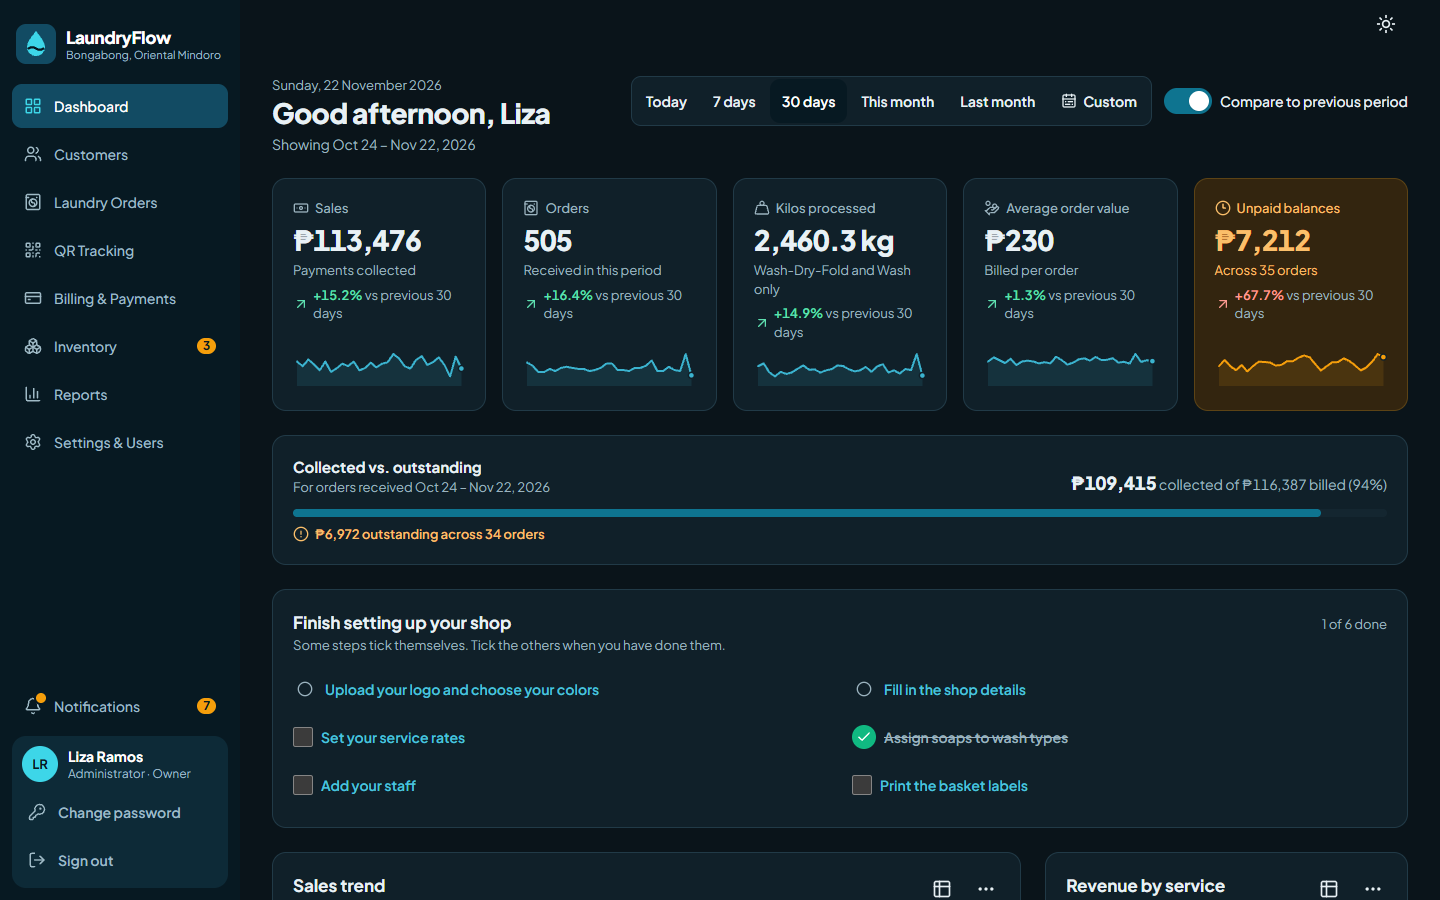 LaundryFlow
Bongabong, Oriental Mindoro
Dashboard
Customers
Laundry Orders
QR Tracking
Billing & Payments
Inventory 3
Reports
Settings & Users
Notifications 7
LR
Liza Ramos
Administrator · Owner
Change password
Sign out
Sunday, 22 November 2026
Good afternoon, Liza
Showing Oct 24 – Nov 22, 2026
Today 7 days 30 days This month Last month Custom
Compare to previous period
Sales
₱113,476
Payments collected
+15.2% vs previous 30
days
Orders
505
Received in this period
+16.4% vs previous 30
days
Kilos processed
2,460.3 kg
Wash-Dry-Fold and Wash
only
+14.9% vs previous 30
days
Average order value
₱230
Billed per order
+1.3% vs previous 30
days
Unpaid balances
₱7,212
Across 35 orders
+67.7% vs previous 30
days
Collected vs. outstanding
For orders received Oct 24 – Nov 22, 2026
₱109,415 collected of ₱116,387 billed (94%)
₱6,972 outstanding across 34 orders
Finish setting up your shop
1 of 6 done
Some steps tick themselves. Tick the others when you have done them.
Upload your logo and choose your colors
Fill in the shop details
Set your service rates
Assign soaps to wash types
Add your staff
Print the basket labels
Sales trend
Revenue by service